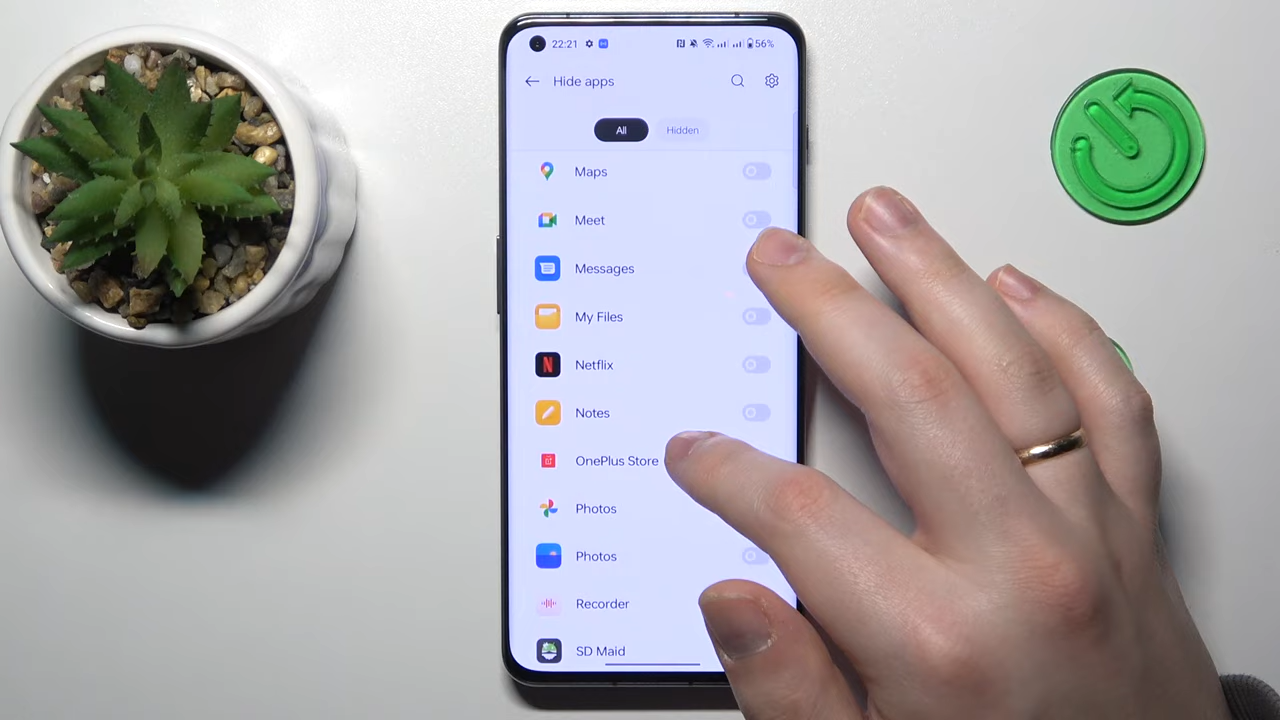 22:21 56%
Hide apps
All Hidden
Maps
Meet
Messages
My Files
Netflix
Notes
OnePlus Store
Photos
Photos
Recorder
SD Maid